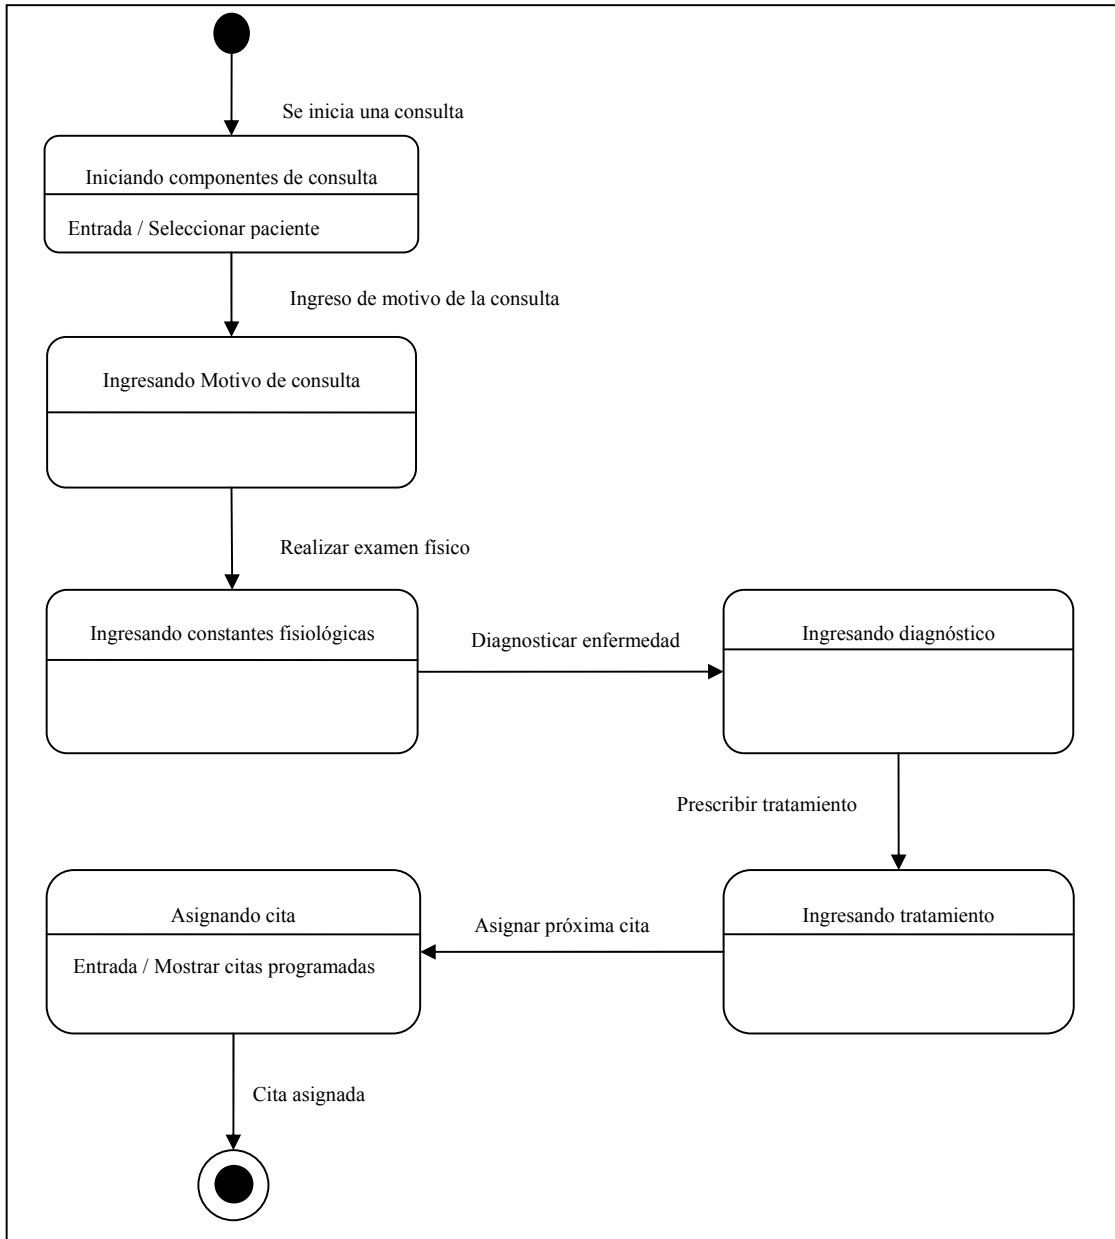 Se inicia una consulta
Iniciando componentes de consulta
Entrada / Seleccionar paciente
Ingreso de motivo de la consulta
Ingresando Motivo de consulta
Realizar examen físico
Ingresando constantes fisiológicas
Diagnosticar enfermedad
Ingresando diagnóstico
Prescribir tratamiento
Ingresando tratamiento
Asignar próxima cita
Asignando cita
Entrada / Mostrar citas programadas
Cita asignada